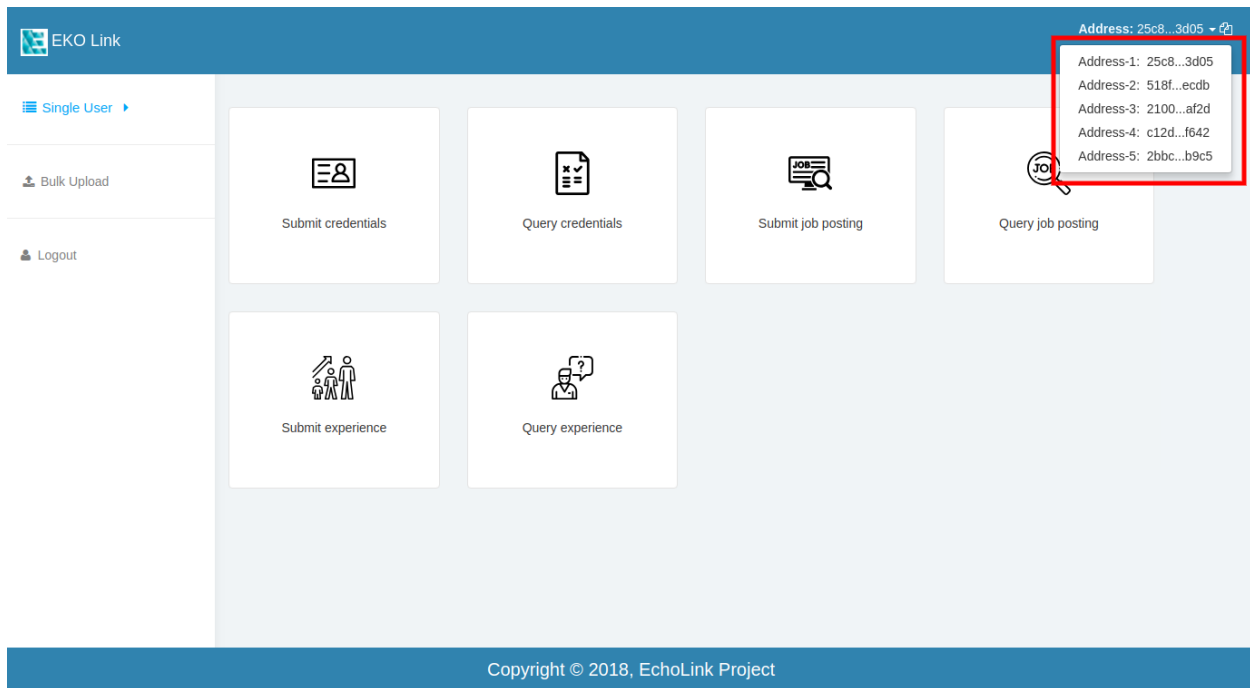 EKO Link
Address: 25c8...3d05
Address-1: 25c8...3d05
Address-2: 518f...ecdb
Address-3: 2100...af2d
Address-4: c12d...f642
Address-5: 2bbc...b9c5
Single User
Bulk Upload
Logout
JOB
JOB
Submit credentials
Query credentials
Submit job posting
Query job posting
?
Submit experience
Query experience
Copyright © 2018, EchoLink Project